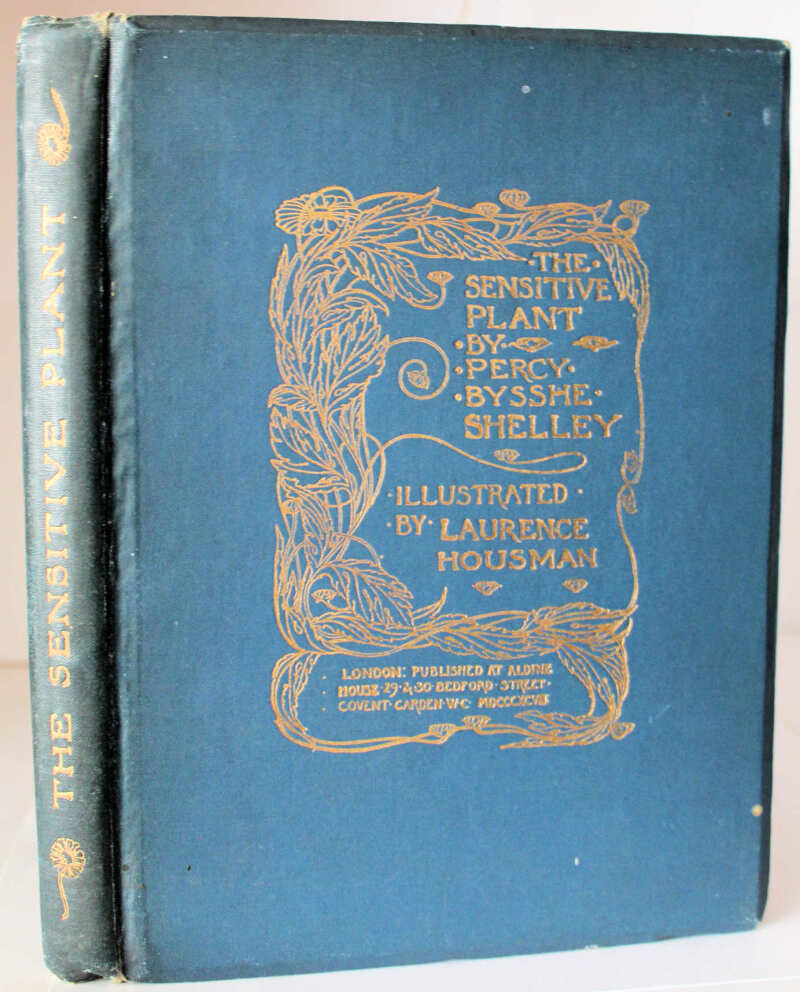 THE SENSITIVE PLANT
·THE·
SENSITIVE
PLANT
·BY·
·PERCY·
·BYSSHE·
SHELLEY
·ILLUSTRATED·
·BY· LAURENCE
HOUSMAN
· LONDON: PUBLISHED AT ALDINE
· HOUSE·29·&·30·BEDFORD·STREET·
· COVENT·GARDEN·W·C· MDCCCXCVIII